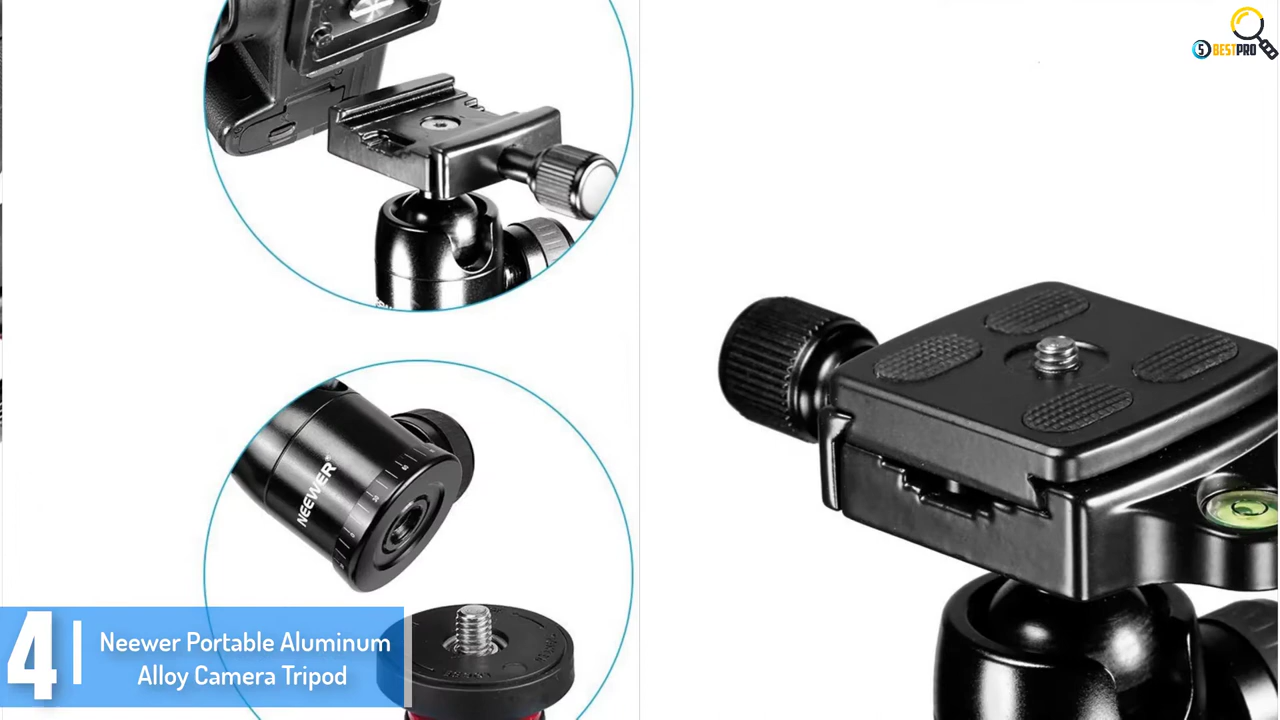 5 BESTPRO
NEEWER
4
Neewer Portable Aluminum
Alloy Camera Tripod